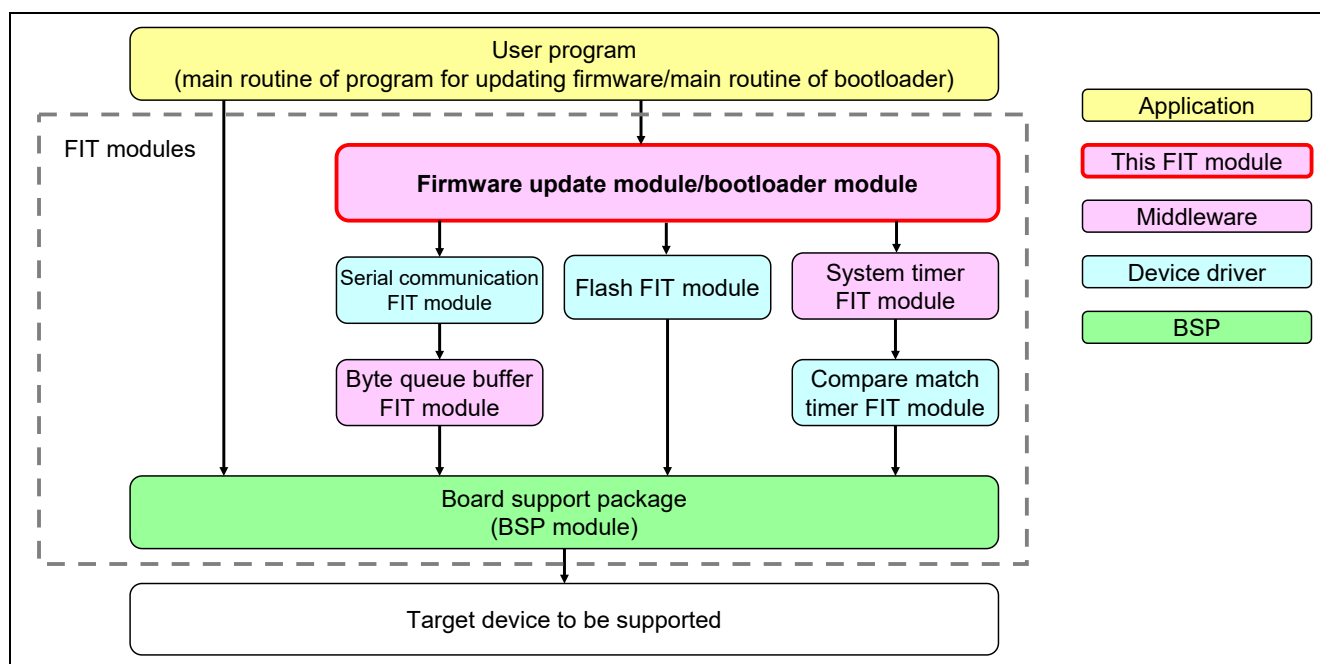 User program
(main routine of program for updating firmware/main routine of bootloader)
FIT modules
Firmware update module/bootloader module
Serial communication
FIT module
Flash FIT module
System timer
FIT module
Byte queue buffer
FIT module
Compare match
timer FIT module
Board support package
(BSP module)
Target device to be supported
Application
This FIT module
Middleware
Device driver
BSP